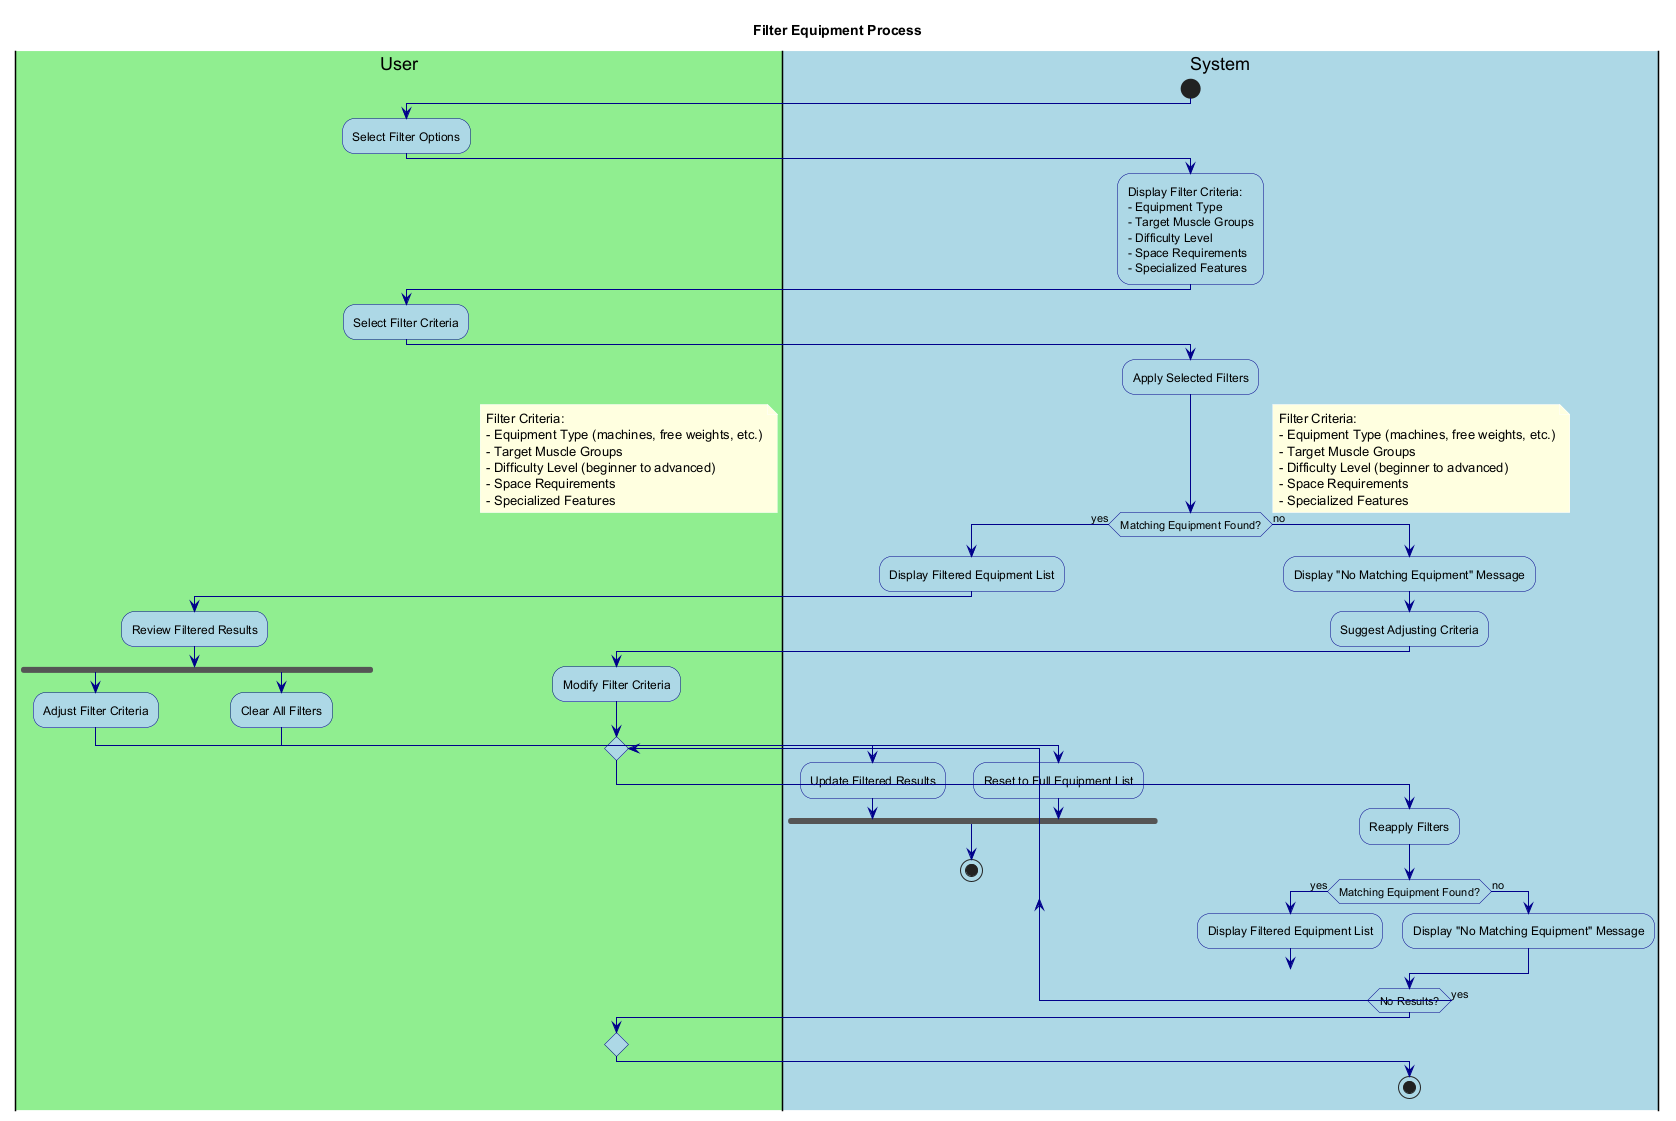 Filter Equipment Process
User
System
Select Filter Options
Display Filter Criteria:
- Equipment Type
- Target Muscle Groups
- Difficulty Level
- Space Requirements
- Specialized Features
Select Filter Criteria
Apply Selected Filters
Filter Criteria:
- Equipment Type (machines, free weights, etc.)
- Target Muscle Groups
- Difficulty Level (beginner to advanced)
- Space Requirements
- Specialized Features
Filter Criteria:
- Equipment Type (machines, free weights, etc.)
- Target Muscle Groups
- Difficulty Level (beginner to advanced)
- Space Requirements
- Specialized Features
yes
Matching Equipment Found?
no
Display Filtered Equipment List
Display "No Matching Equipment" Message
Review Filtered Results
Suggest Adjusting Criteria
Modify Filter Criteria
Adjust Filter Criteria
Clear All Filters
Update Filtered Results
Reset to Full Equipment List
Reapply Filters
yes
Matching Equipment Found?
no
Display Filtered Equipment List
Display "No Matching Equipment" Message
No Results?
yes